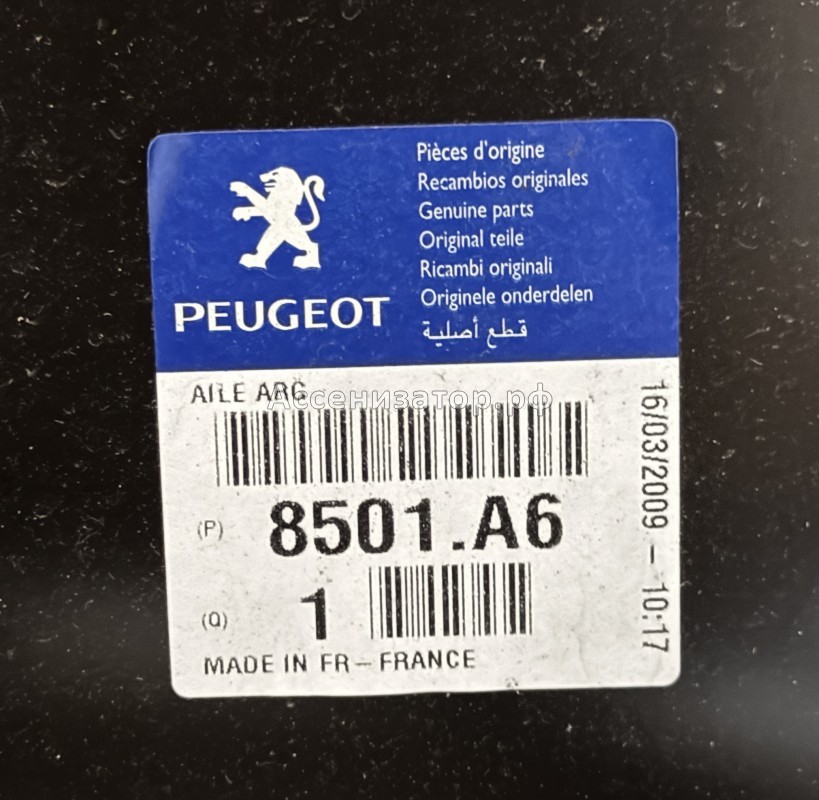 Pièces d'origine
Recambios originales
Genuine parts
Original teile
Ricambi originali
Originele onderdelen
قطع أصلية
PEUGEOT
AILE ARG
Ассенизатор.рф
(P) 8501.A6
(Q) 1
MADE IN FR - FRANCE
16/03/2009 - 10:17